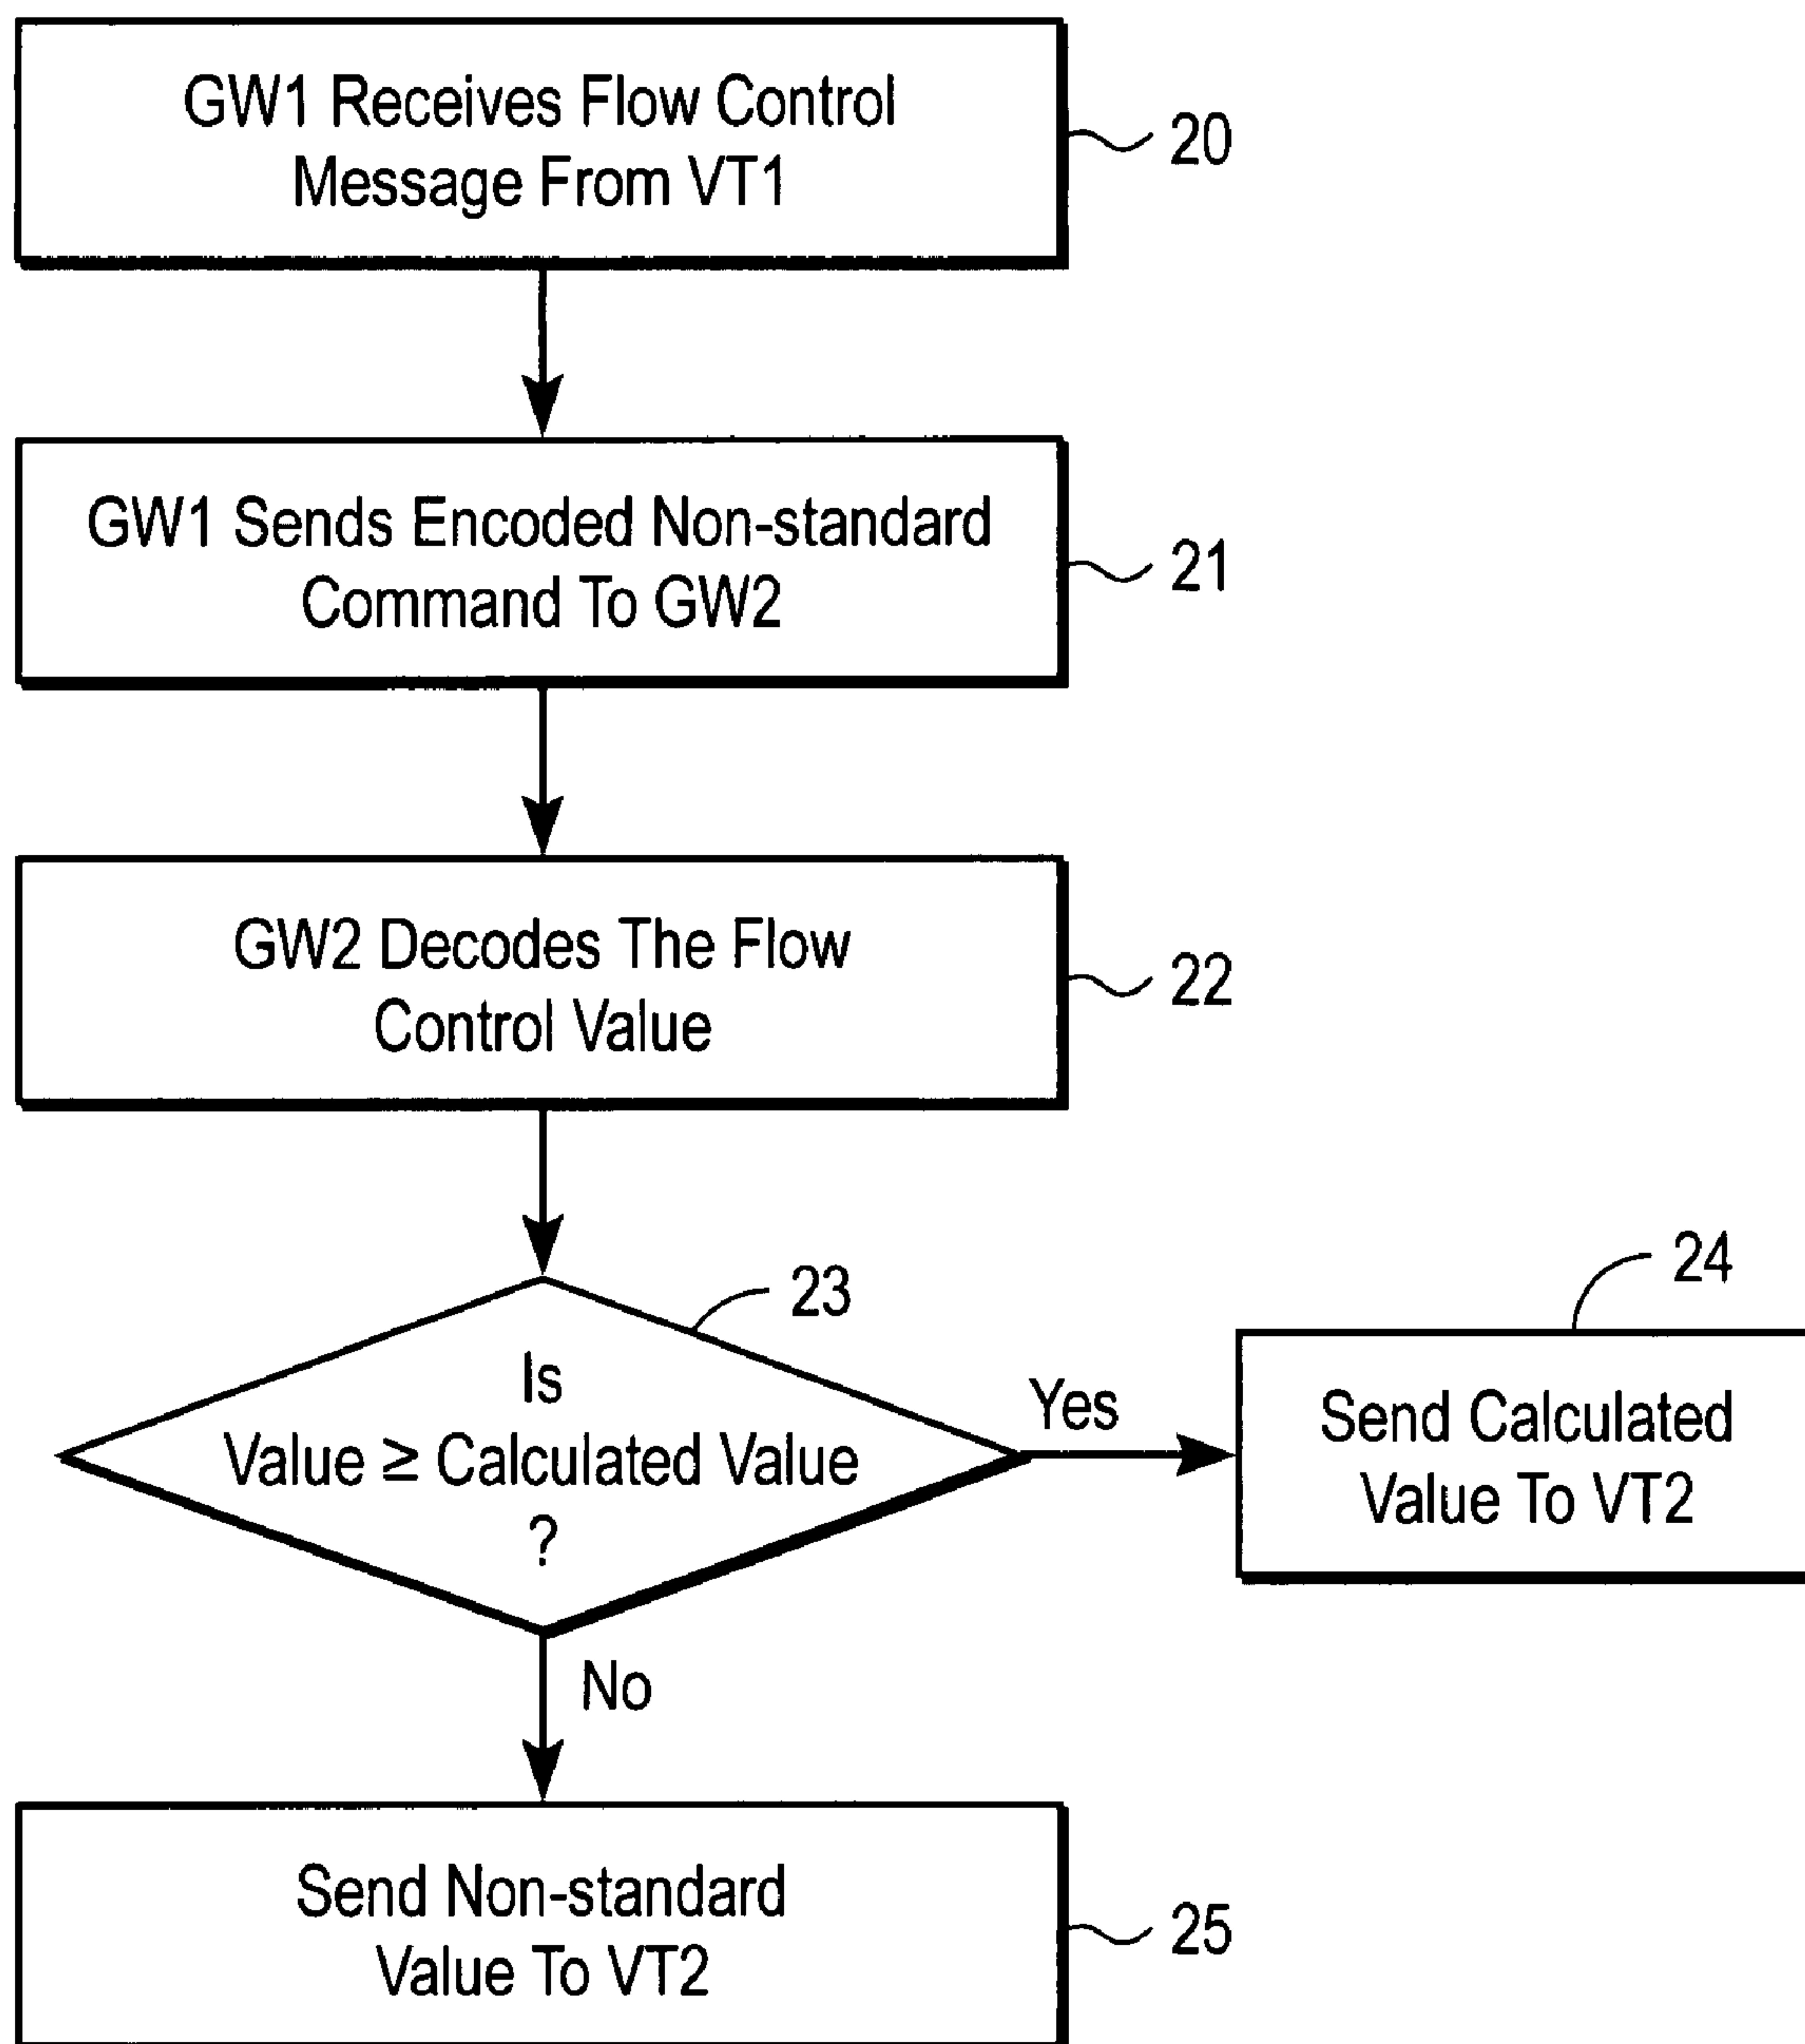 GW1 Receives Flow Control
Message From VT1
20
GW1 Sends Encoded Non-standard
Command To GW2
21
GW2 Decodes The Flow
Control Value
22
23
Is
Value ≥ Calculated Value
?
Yes
24
Send Calculated
Value To VT2
No
Send Non-standard
Value To VT2
25